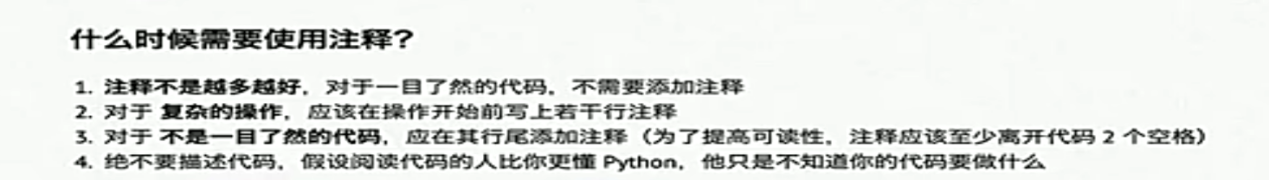 什么时候需要使用注释？
1. 注释不是越多越好，对于一目了然的代码，不需要添加注释
2. 对于 复杂的操作，应该在操作开始前写上若干行注释
3. 对于 不是一目了然的代码，应在其行尾添加注释（为了提高可读性，注释应该至少离开代码 2 个空格）
4. 绝不要描述代码，假设阅读代码的人比你更懂 Python，他只是不知道你的代码要做什么